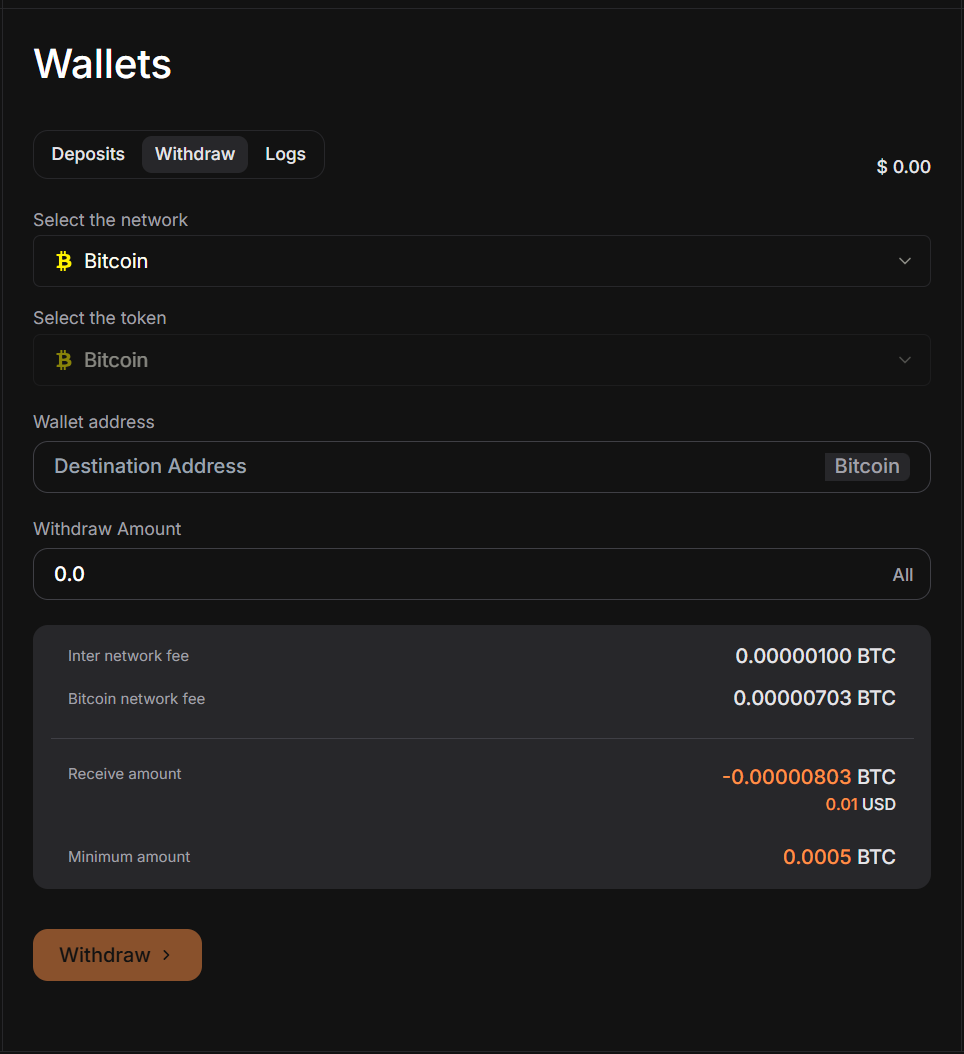 Wallets
Deposits Withdraw Logs
$ 0.00
Select the network
Bitcoin
Select the token
Bitcoin
Wallet address
Destination Address Bitcoin
Withdraw Amount
0.0 All
Inter network fee 0.00000100 BTC
Bitcoin network fee 0.00000703 BTC
Receive amount -0.00000803 BTC
0.01 USD
Minimum amount 0.0005 BTC
Withdraw